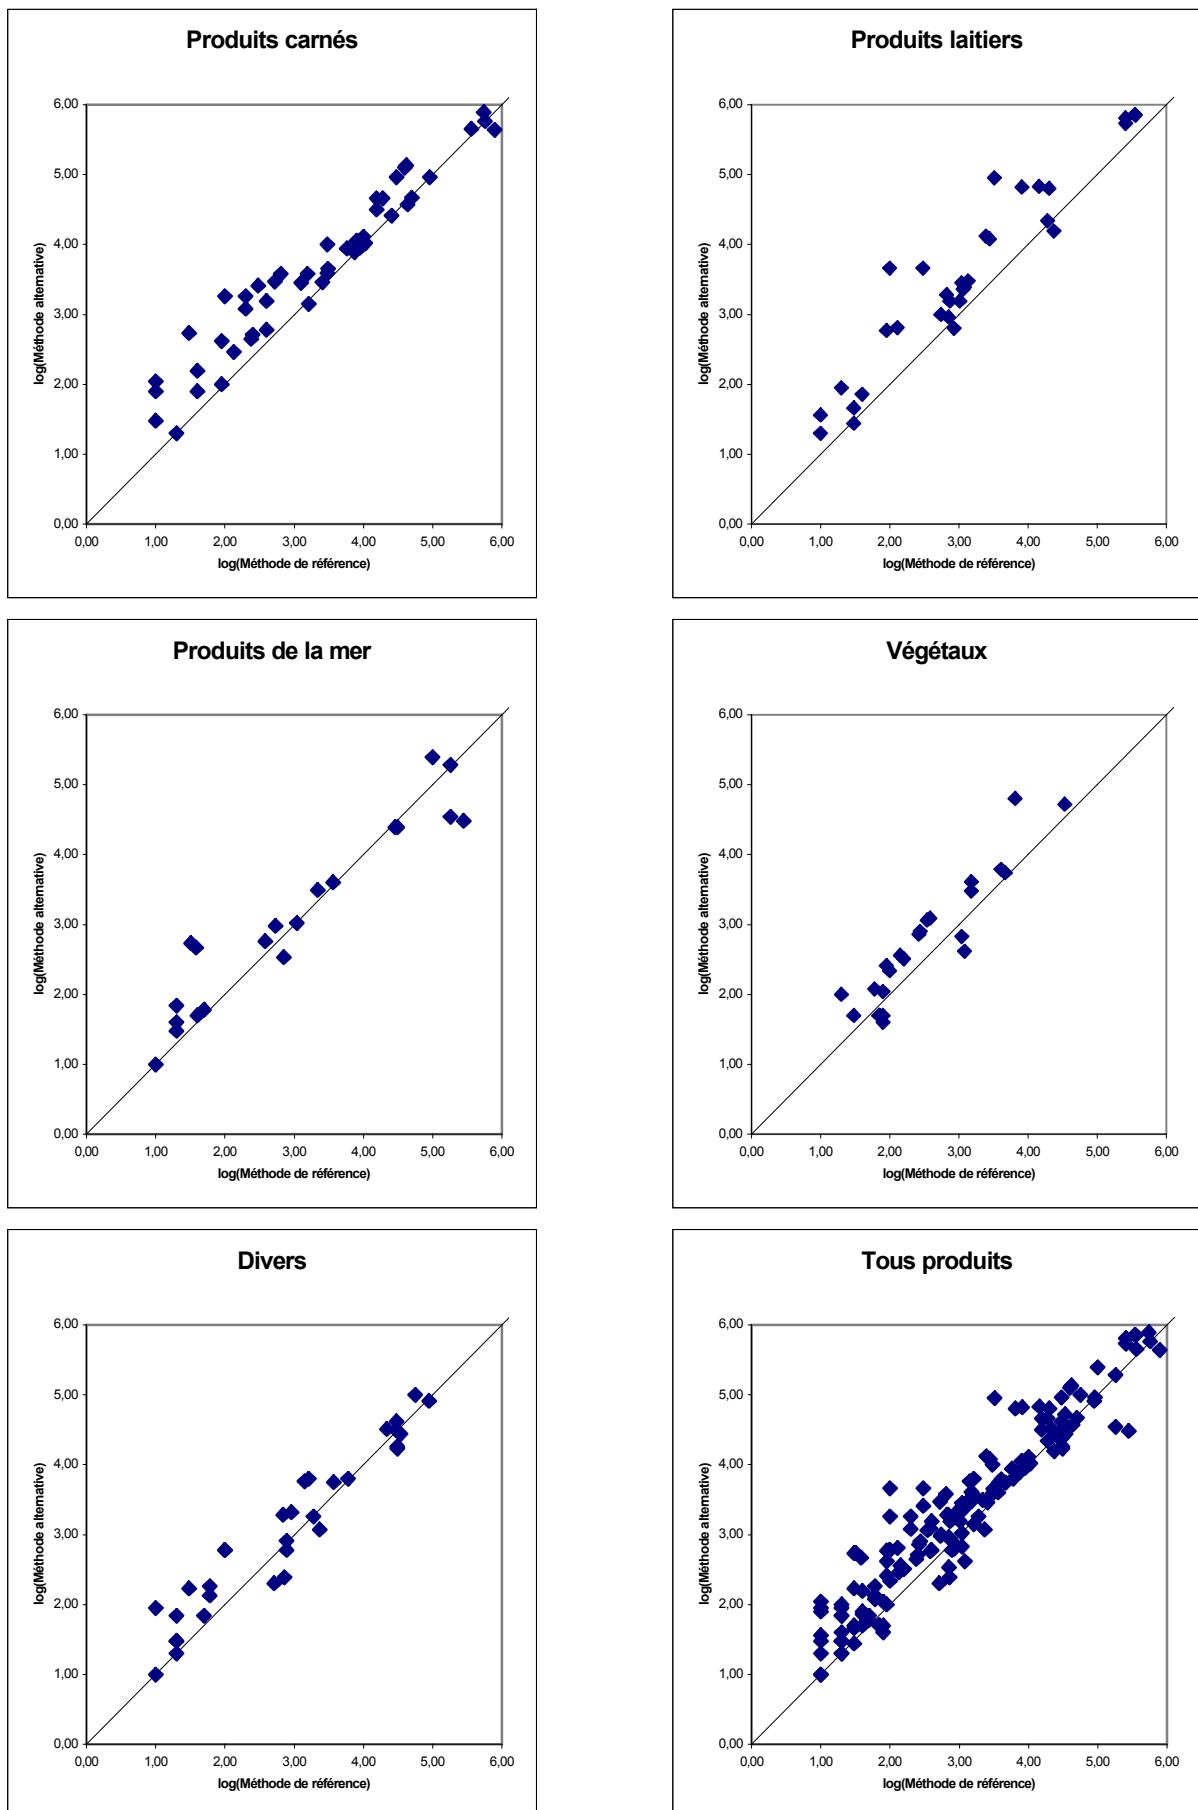 Produits carnés
6,00
5,00
4,00
3,00
2,00
1,00
0,00
0,00 1,00 2,00 3,00 4,00 5,00 6,00
log(Méthode alternative)
log(Méthode de référence)
Produits laitiers
6,00
5,00
4,00
3,00
2,00
1,00
0,00
0,00 1,00 2,00 3,00 4,00 5,00 6,00
log(Méthode alternative)
log(Méthode de référence)
Produits de la mer
6,00
5,00
4,00
3,00
2,00
1,00
0,00
0,00 1,00 2,00 3,00 4,00 5,00 6,00
log(Méthode alternative)
log(Méthode de référence)
Végétaux
6,00
5,00
4,00
3,00
2,00
1,00
0,00
0,00 1,00 2,00 3,00 4,00 5,00 6,00
log(Méthode alternative)
log(Méthode de référence)
Divers
6,00
5,00
4,00
3,00
2,00
1,00
0,00
0,00 1,00 2,00 3,00 4,00 5,00 6,00
log(Méthode alternative)
log(Méthode de référence)
Tous produits
6,00
5,00
4,00
3,00
2,00
1,00
0,00
0,00 1,00 2,00 3,00 4,00 5,00 6,00
log(Méthode alternative)
log(Méthode de référence)